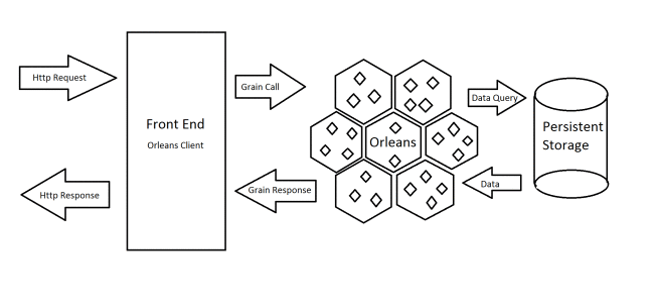 Http Request
Front End
Orleans Client
Http Response
Grain Call
Grain Response
Orleans
Data Query
Data
Persistent
Storage